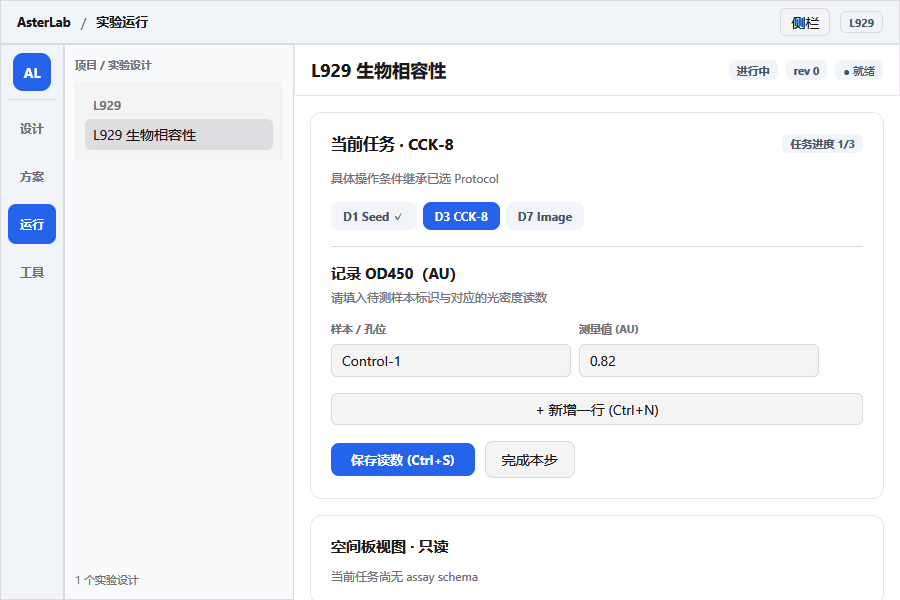 AsterLab / 实验运行
侧栏
L929
AL
设计
方案
运行
工具
项目 / 实验设计
L929
L929 生物相容性
1 个实验设计
L929 生物相容性
进行中
rev 0
● 就绪
当前任务 · CCK-8
任务进度 1/3
具体操作条件继承已选 Protocol
D1 Seed ✓
D3 CCK-8
D7 Image
记录 OD450（AU）
请填入待测样本标识与对应的光密度读数
样本 / 孔位
测量值 (AU)
Control-1
0.82
+ 新增一行 (Ctrl+N)
保存读数 (Ctrl+S)
完成本步
空间板视图 · 只读
当前任务尚无 assay schema